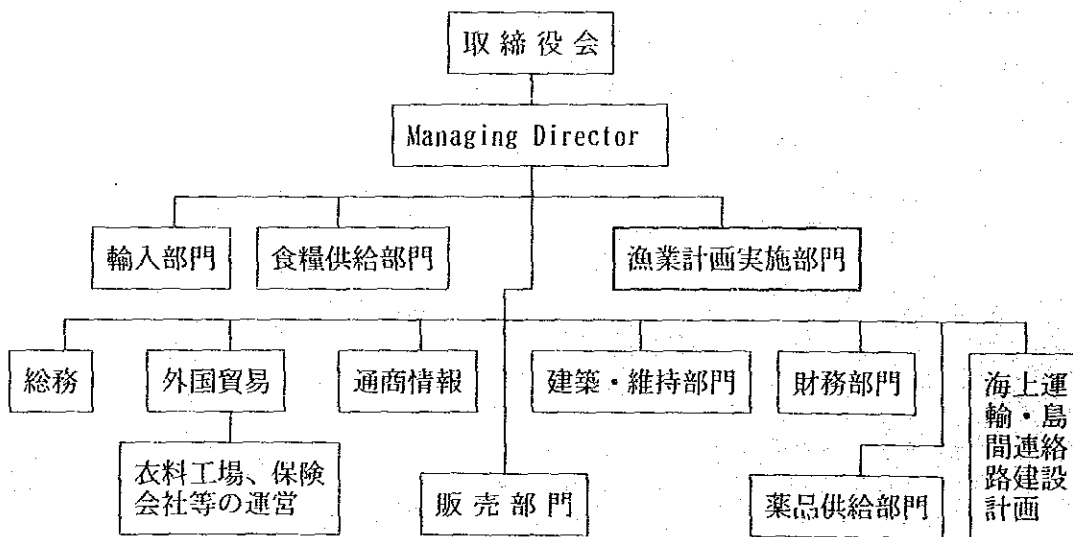 取締役会
Managing Director
輸入部門
食糧供給部門
漁業計画実施部門
総務
外国貿易
通商情報
建築・維持部門
財務部門
海上運
輸・島
間連絡
路建設
計画
衣料工場、保険
会社等の運営
販売部門
薬品供給部門